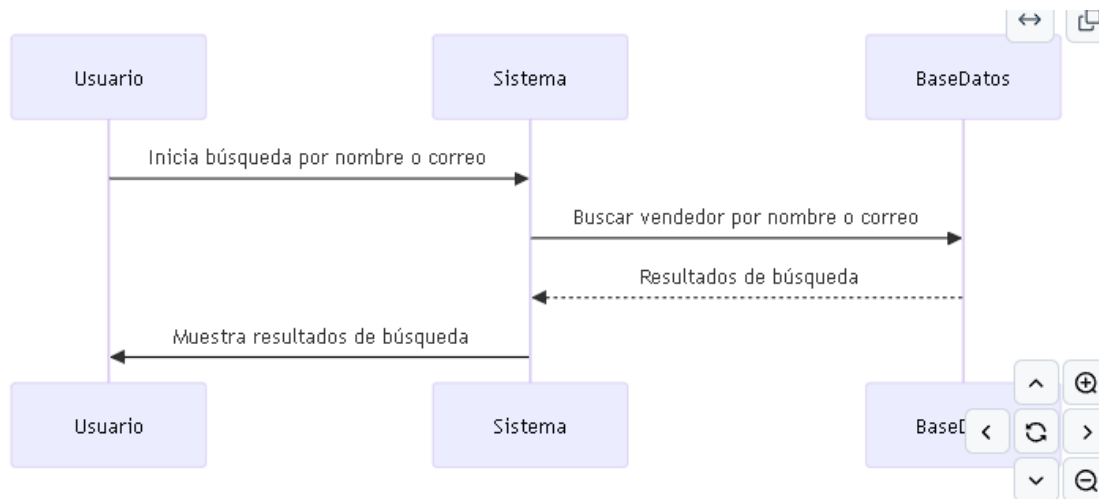 Usuario
Sistema
BaseDatos
Inicia búsqueda por nombre o correo
Buscar vendedor por nombre o correo
Resultados de búsqueda
Muestra resultados de búsqueda
Usuario
Sistema